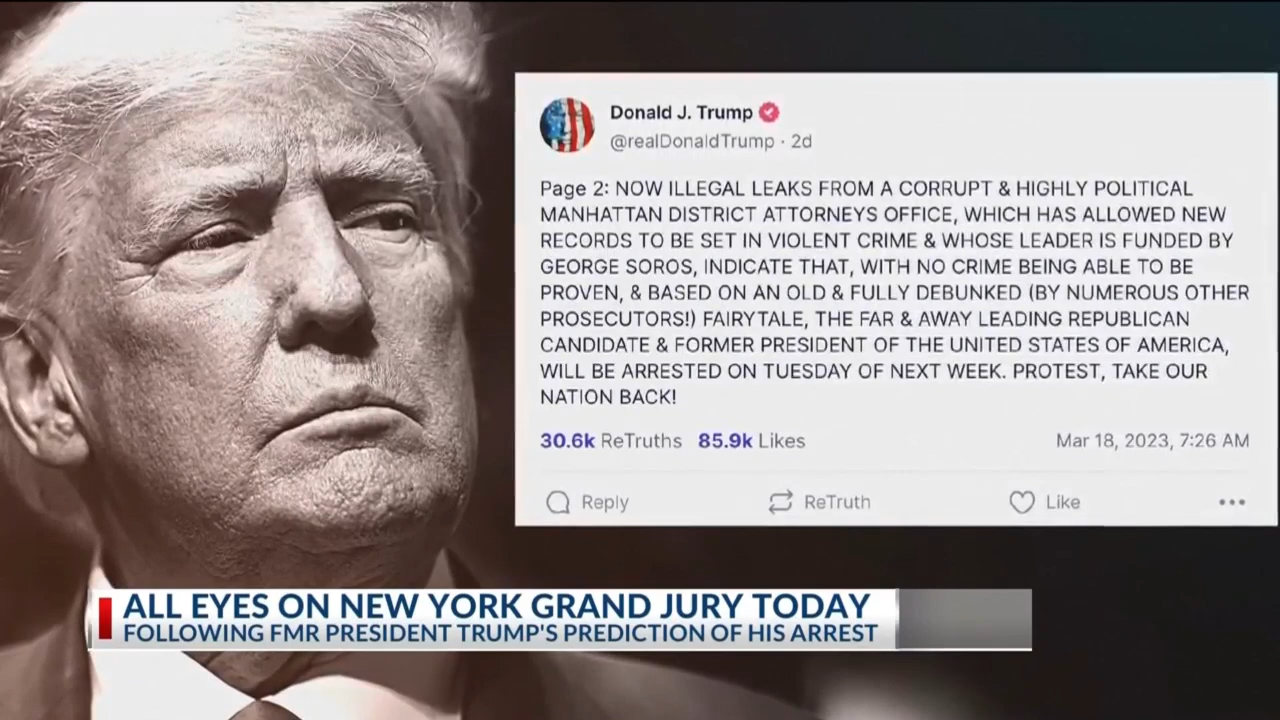 Donald J. Trump
@realDonaldTrump · 2d
Page 2: NOW ILLEGAL LEAKS FROM A CORRUPT & HIGHLY POLITICAL
MANHATTAN DISTRICT ATTORNEYS OFFICE, WHICH HAS ALLOWED NEW
RECORDS TO BE SET IN VIOLENT CRIME & WHOSE LEADER IS FUNDED BY
GEORGE SOROS, INDICATE THAT, WITH NO CRIME BEING ABLE TO BE
PROVEN, & BASED ON AN OLD & FULLY DEBUNKED (BY NUMEROUS OTHER
PROSECUTORS!) FAIRYTALE, THE FAR & AWAY LEADING REPUBLICAN
CANDIDATE & FORMER PRESIDENT OF THE UNITED STATES OF AMERICA,
WILL BE ARRESTED ON TUESDAY OF NEXT WEEK. PROTEST, TAKE OUR
NATION BACK!
30.6k ReTruths 85.9k Likes Mar 18, 2023, 7:26 AM
Reply ReTruth Like
ALL EYES ON NEW YORK GRAND JURY TODAY
FOLLOWING FMR PRESIDENT TRUMP'S PREDICTION OF HIS ARREST